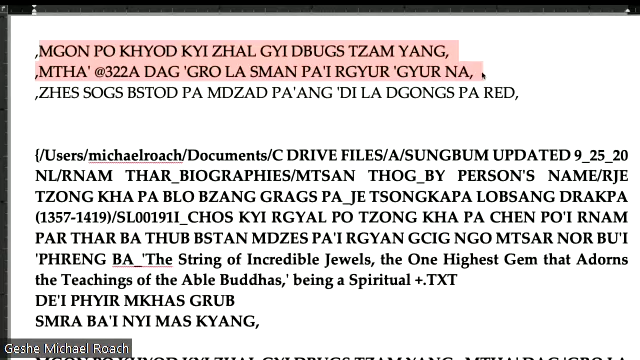 ,MGON PO KHYOD KYI ZHAL GYI DBUGS TZAM YANG,
,MTHA' @322A DAG 'GRO LA SMAN PA'I RGYUR 'GYUR NA,
,ZHES SOGS BSTOD PA MDZAD PA'ANG 'DI LA DGONGS PA RED,
{/Users/michaelroach/Documents/C DRIVE FILES/A/SUNGBUM UPDATED 9_25_20
NL/RNAM THAR_BIOGRAPHIES/MTSAN THOG_BY PERSON'S NAME/RJE
TZONG KHA PA BLO BZANG GRAGS PA_JE TSONGKAPA LOBSANG DRAKPA
(1357-1419)/SL00191I_CHOS KYI RGYAL PO TZONG KHA PA CHEN PO'I RNAM
PAR THAR BA THUB BSTAN MDZES PA'I RGYAN GCIG NGO MTSAR NOR BU'I
'PHRENG BA_'The String of Incredible Jewels, the One Highest Gem that Adorns
the Teachings of the Able Buddhas,' being a Spiritual +.TXT
DE'I PHYIR MKHAS GRUB
SMRA BA'I NYI MAS KYANG,
Geshe Michael Roach